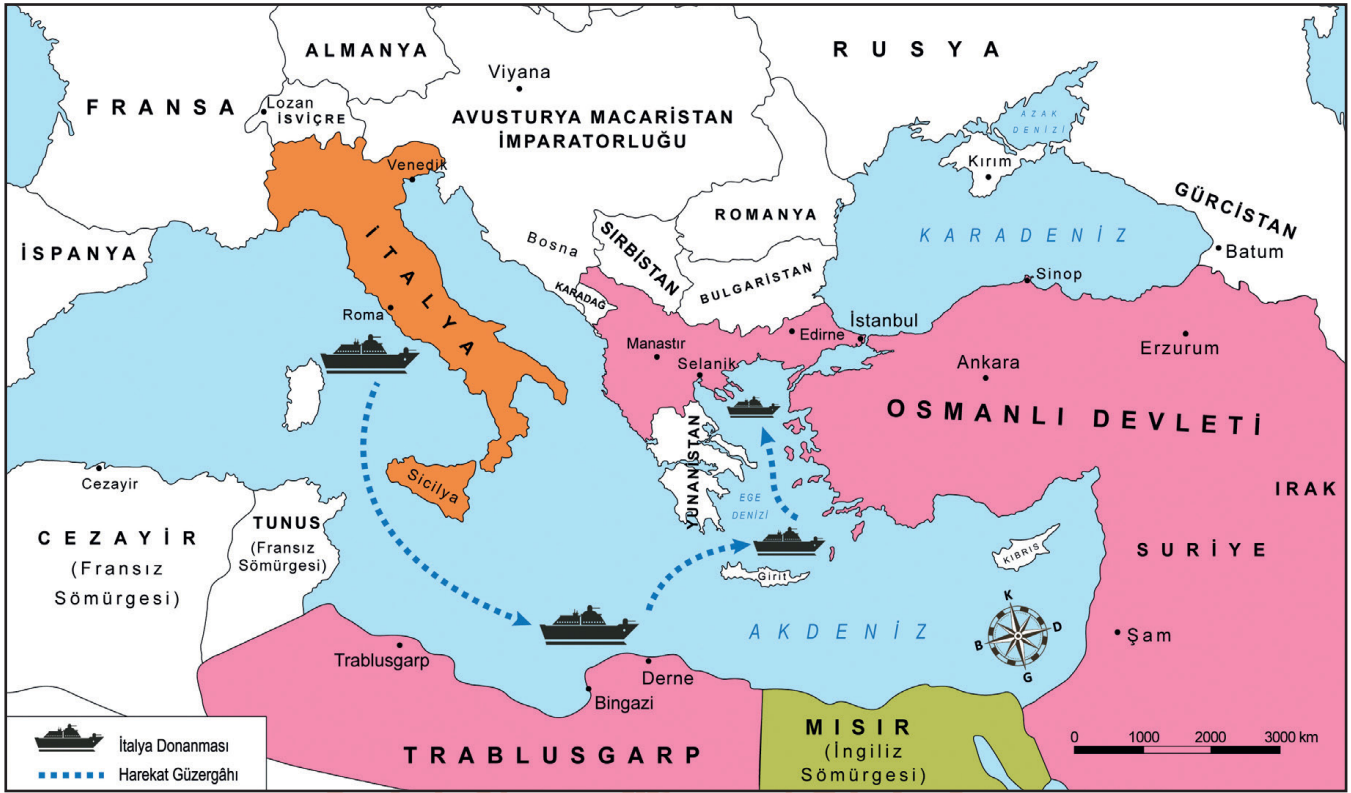 ALMANYA
RUSYA
Viyana
FRANSA
Lozan
İSVİÇRE
AVUSTURYA MACARİSTAN
İMPARATORLUĞU
AZAK
DENİZİ
Kırım
Venedik
GÜRCİSTAN
ROMANYA
KARADENİZ
Batum
İSPANYA
Bosna
SIRBİSTAN
BULGARİSTAN
Sinop
KARADAĞ
İTALYA
Roma
İstanbul
Edirne
Manastır
Selanik
Ankara
Erzurum
OSMANLI DEVLETİ
YUNANİSTAN
Cezayir
Sicilya
IRAK
EGE
DENİZİ
TUNUS
(Fransız
Sömürgesi)
CEZAYİR
(Fransız
Sömürgesi)
KIBRIS
SURİYE
Girit
K
D
B
G
AKDENİZ
Şam
Trablusgarp
Derne
Bingazi
TRABLUSGARP
MISIR
(İngiliz
Sömürgesi)
0 1000 2000 3000 km
İtalya Donanması
Harekat Güzergâhı